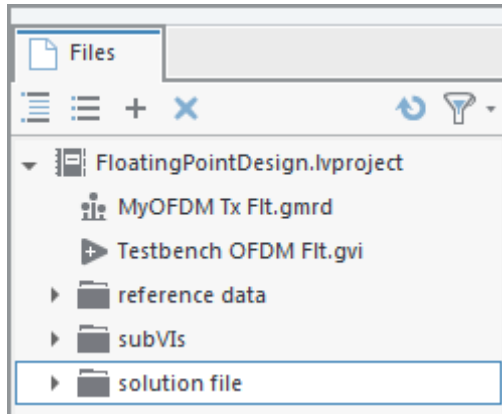 Files
FloatingPointDesign.lvproject
MyOFDM Tx Flt.gmrd
Testbench OFDM Flt.gvi
reference data
subVIs
solution file